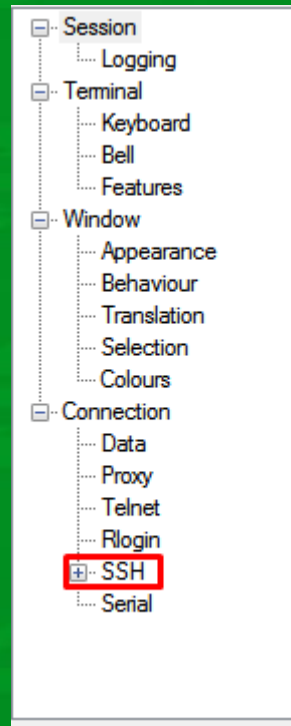 Session
Logging
Terminal
Keyboard
Bell
Features
Window
Appearance
Behaviour
Translation
Selection
Colours
Connection
Data
Proxy
Telnet
Rlogin
SSH
Serial